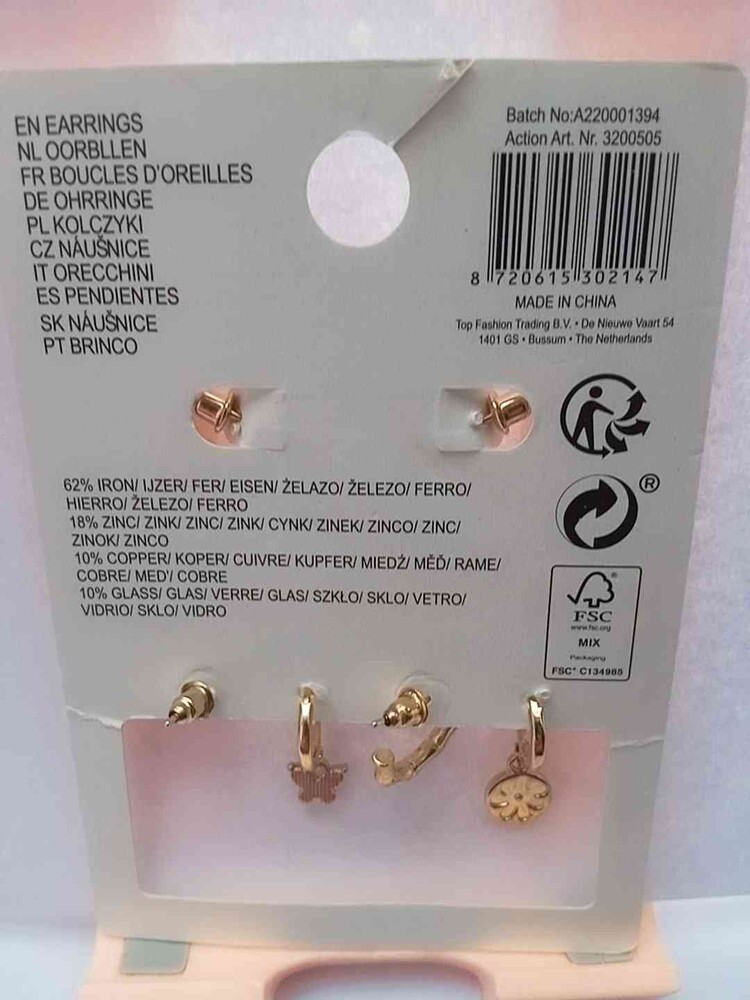 EN EARRINGS
NL OORBLLEN
FR BOUCLES D'OREILLES
DE OHRRINGE
PL KOLCZYKI
CZ NÁUŠNICE
IT ORECCHINI
ES PENDIENTES
SK NÁUŠNICE
PT BRINCO
Batch No:A220001394
Action Art. Nr. 3200505
8 720615 302147
MADE IN CHINA
Top Fashion Trading B.V. • De Nieuwe Vaart 54
1401 GS • Bussum • The Netherlands
62% IRON/ IJZER/ FER/ EISEN/ ŻELAZO/ ŽELEZO/ FERRO/
HIERRO/ ŽELEZO/ FERRO
18% ZINC/ ZINK/ ZINC/ ZINK/ CYNK/ ZINEK/ ZINCO/ ZINC/
ZINOK/ ZINCO
10% COPPER/ KOPER/ CUIVRE/ KUPFER/ MIEDŹ/ MĚĎ/ RAME/
COBRE/ MED'/ COBRE
10% GLASS/ GLAS/ VERRE/ GLAS/ SZKŁO/ SKLO/ VETRO/
VIDRIO/ SKLO/ VIDRO
®
FSC®
www.fsc.org
MIX
Packaging
FSC® C134985